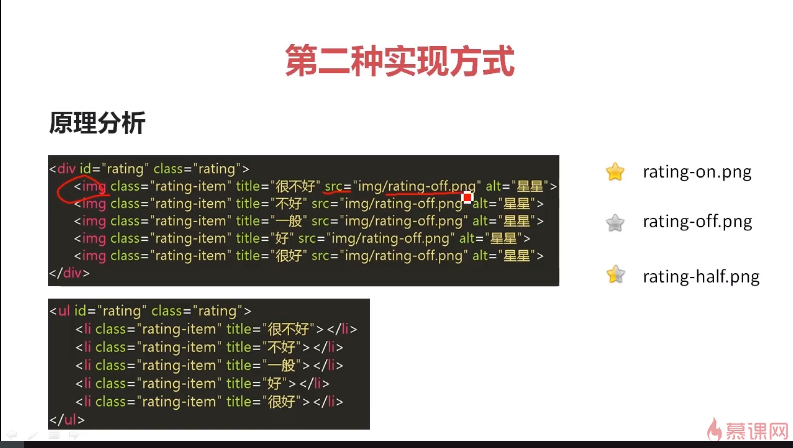 第二种实现方式
原理分析
<div id="rating" class="rating">
<img class="rating-item" title="很不好" src="img/rating-off.png" alt="星星">
<img class="rating-item" title="不好" src="img/rating-off.png" alt="星星">
<img class="rating-item" title="一般" src="img/rating-off.png" alt="星星">
<img class="rating-item" title="好" src="img/rating-off.png" alt="星星">
<img class="rating-item" title="很好" src="img/rating-off.png" alt="星星">
</div>
rating-on.png
rating-off.png
rating-half.png
<ul id="rating" class="rating">
<li class="rating-item" title="很不好"></li>
<li class="rating-item" title="不好"></li>
<li class="rating-item" title="一般"></li>
<li class="rating-item" title="好"></li>
<li class="rating-item" title="很好"></li>
</ul>
慕课网